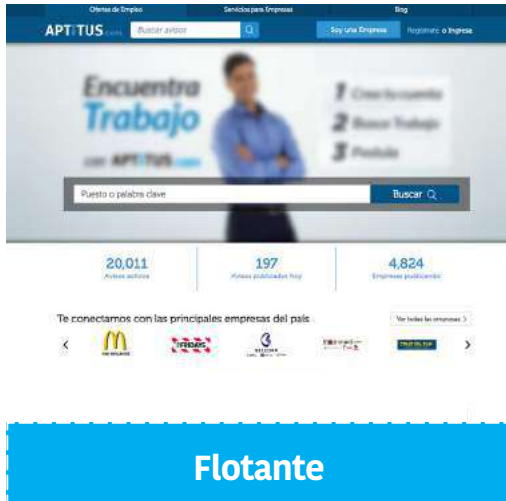 Ofertas de Empleo Servicios para Empresas Blog
APTiTUS.com Buscar avisos Soy una Empresa Regístrate o Ingresa
Encuentra
Trabajo
con APTiTUS.com
1 Crea tu cuenta
2 Busca Trabajo
3 Postula
Puesto o palabra clave Buscar
20,011 197 4,824
Avisos activos Avisos publicados hoy Empresas publicando
Te conectamos con las principales empresas del país Ver todas las empresas >
FRIDAYS
Flotante